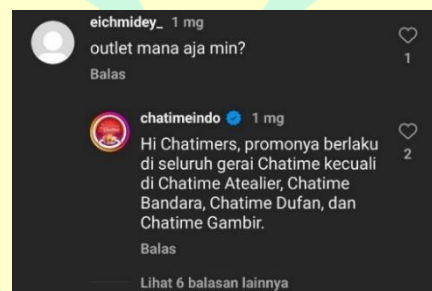 eichmidey_ 1 mg
outlet mana aja min?
1
Balas
chatimeindo 1 mg
Hi Chatimers, promonya berlaku
di seluruh gerai Chatime kecuali
2
di Chatime Atealier, Chatime
Bandara, Chatime Dufan, dan
Chatime Gambir.
Balas
Lihat 6 balasan lainnya